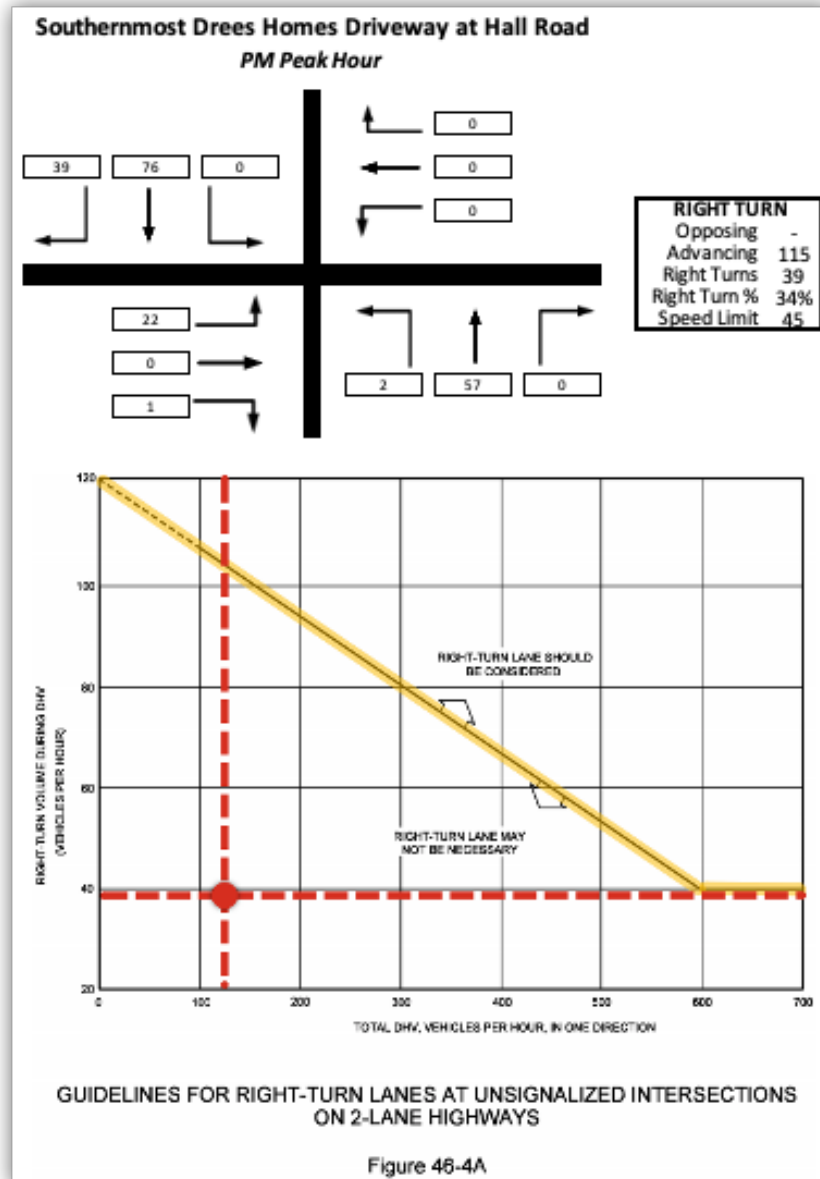 Southernmost Drees Homes Driveway at Hall Road
PM Peak Hour
39 76 0
0
0
0
RIGHT TURN
Opposing -
Advancing 115
Right Turns 39
Right Turn % 34%
Speed Limit 45
22
0
1
2 57 0
120
100
80
60
40
20
RIGHT-TURN VOLUME DURING DHV
(VEHICLES PER HOUR)
RIGHT-TURN LANE SHOULD
BE CONSIDERED
RIGHT-TURN LANE MAY
NOT BE NECESSARY
0 100 200 300 400 500 600 700
TOTAL DHV, VEHICLES PER HOUR, IN ONE DIRECTION
GUIDELINES FOR RIGHT-TURN LANES AT UNSIGNALIZED INTERSECTIONS
ON 2-LANE HIGHWAYS
Figure 46-4A